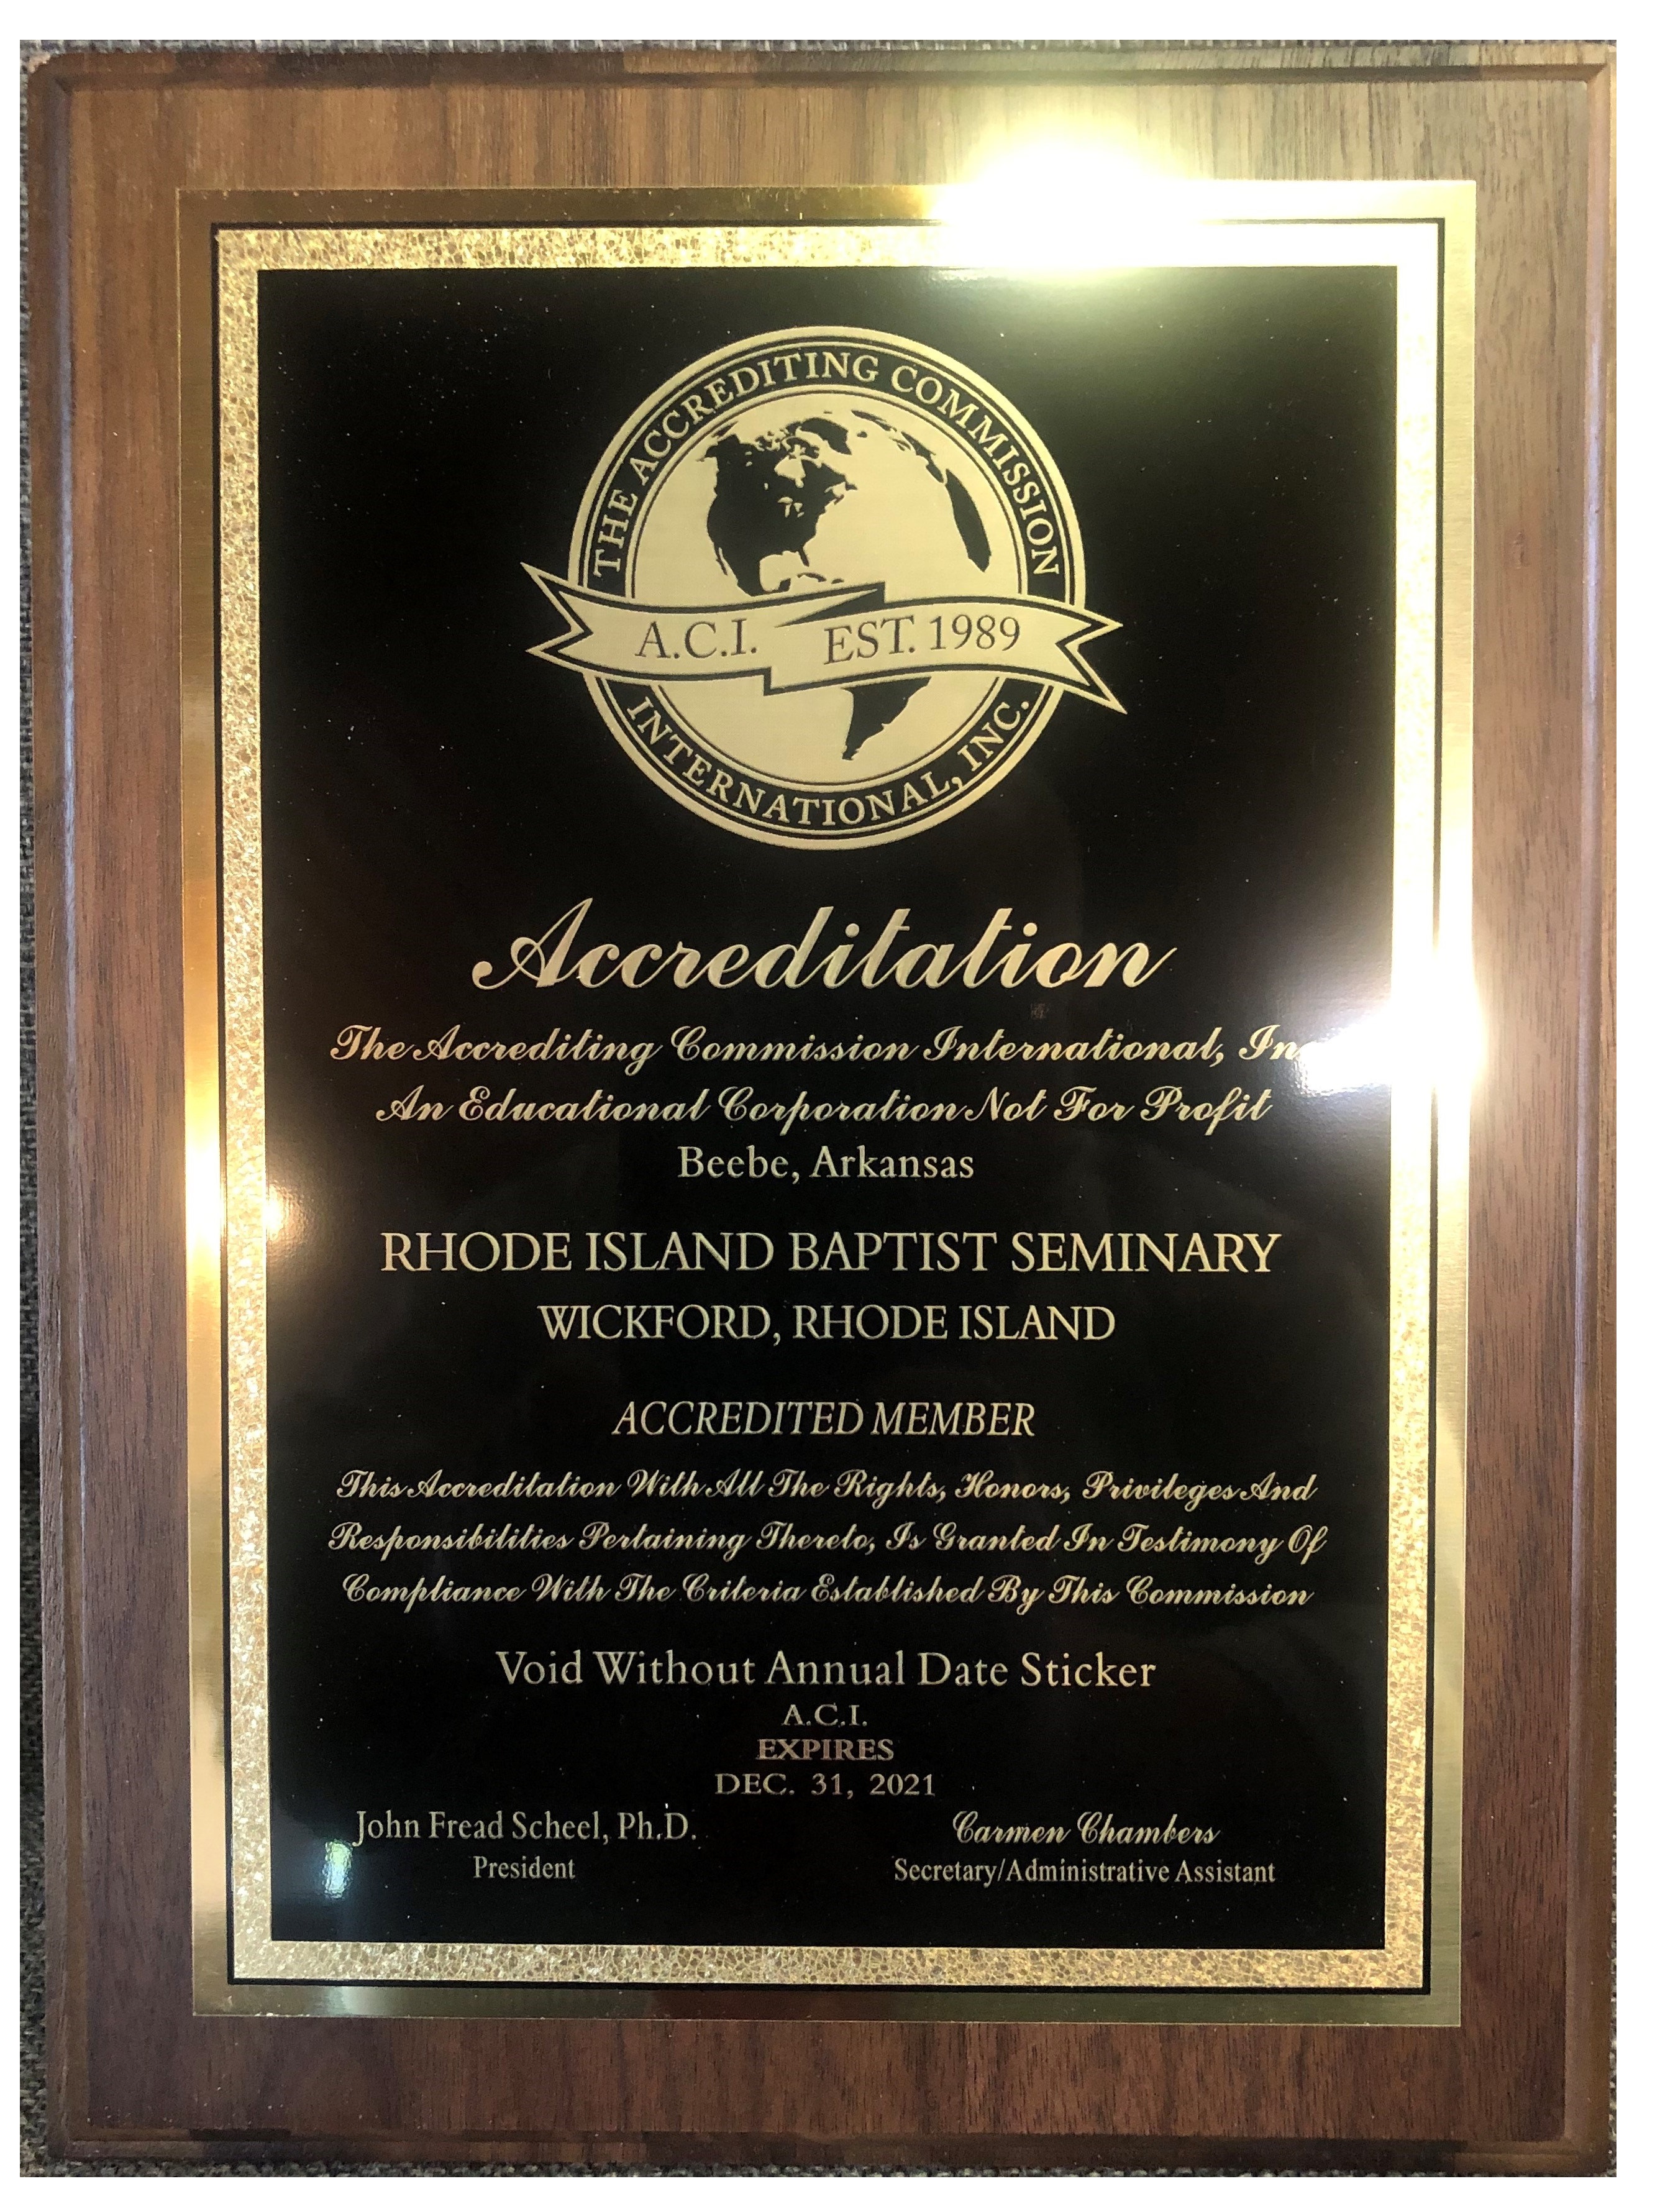 THE ACCREDITING COMMISSION
A.C.I. EST. 1989
INTERNATIONAL, INC.
Accreditation
The Accrediting Commission International,
An Educational Corporation Not For Profit
Beebe, Arkansas
RHODE ISLAND BAPTIST SEMINARY
WICKFORD, RHODE ISLAND
ACCREDITED MEMBER
This Accreditation With All The Rights, Honors, Privileges And
Responsibilities Pertaining Thereto, Is Granted In Testimony Of
Compliance With The Criteria Established By This Commission
Void Without Annual Date Sticker
A.C.I.
EXPIRES
DEC. 31, 2021
John Fread Scheel, Ph.D.
President
Carmen Chambers
Secretary/Administrative Assistant